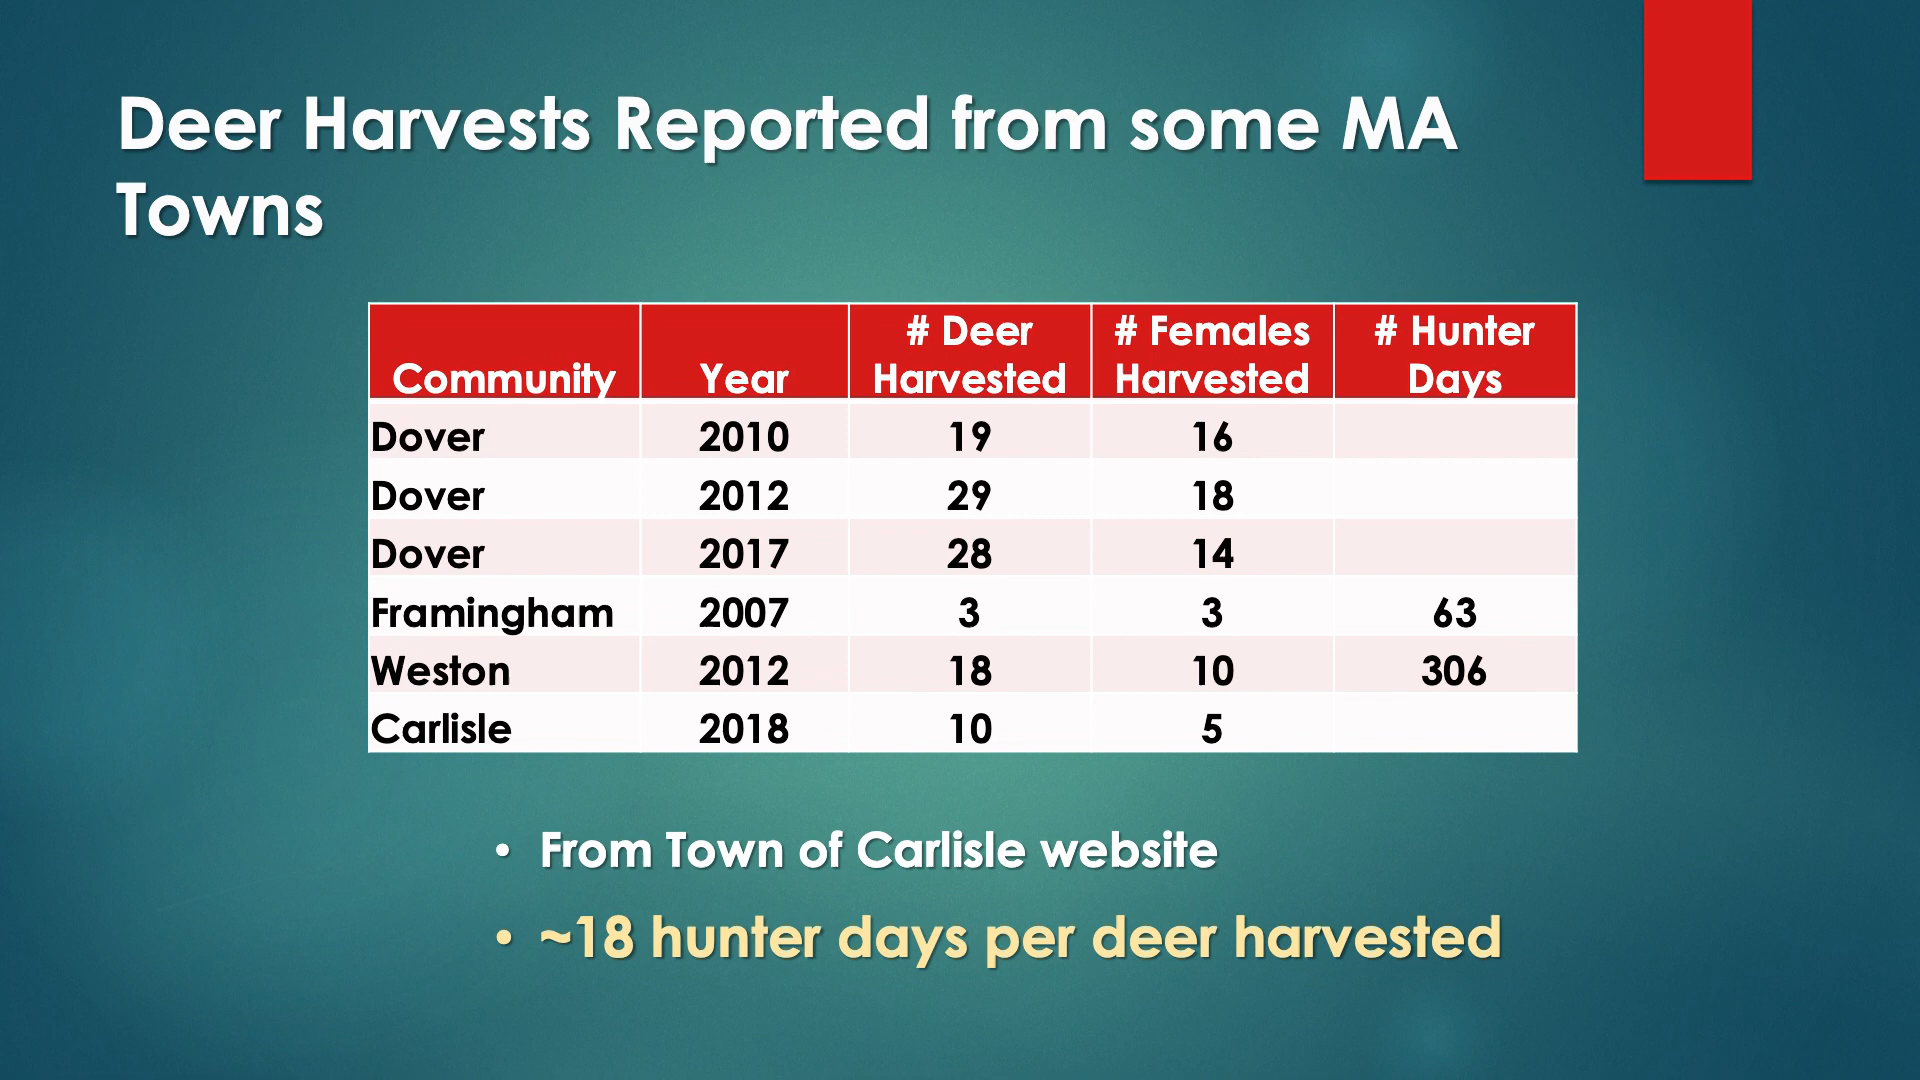 Deer Harvests Reported from some MA
Towns
Community Year # Deer Harvested # Females Harvested # Hunter Days
Dover 2010 19 16
Dover 2012 29 18
Dover 2017 28 14
Framingham 2007 3 3 63
Weston 2012 18 10 306
Carlisle 2018 10 5
• From Town of Carlisle website
• ~18 hunter days per deer harvested